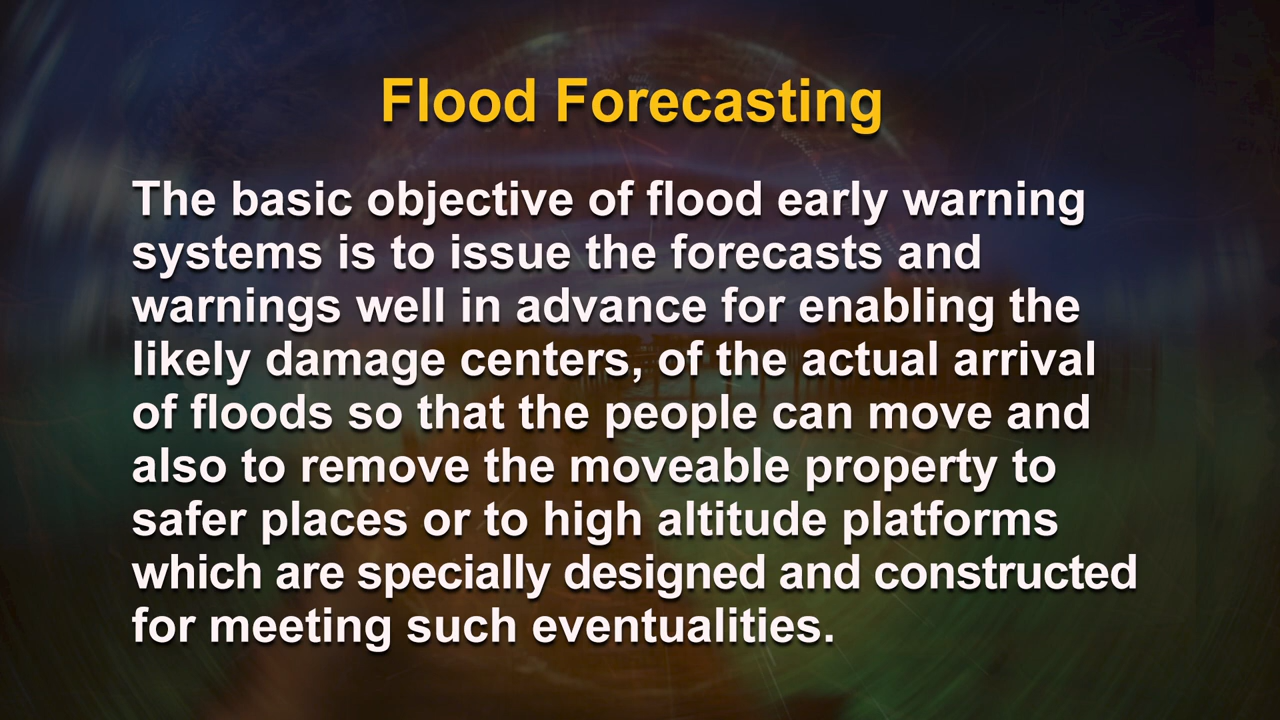 Flood Forecasting
The basic objective of flood early warning
systems is to issue the forecasts and
warnings well in advance for enabling the
likely damage centers, of the actual arrival
of floods so that the people can move and
also to remove the moveable property to
safer places or to high altitude platforms
which are specially designed and constructed
for meeting such eventualities.